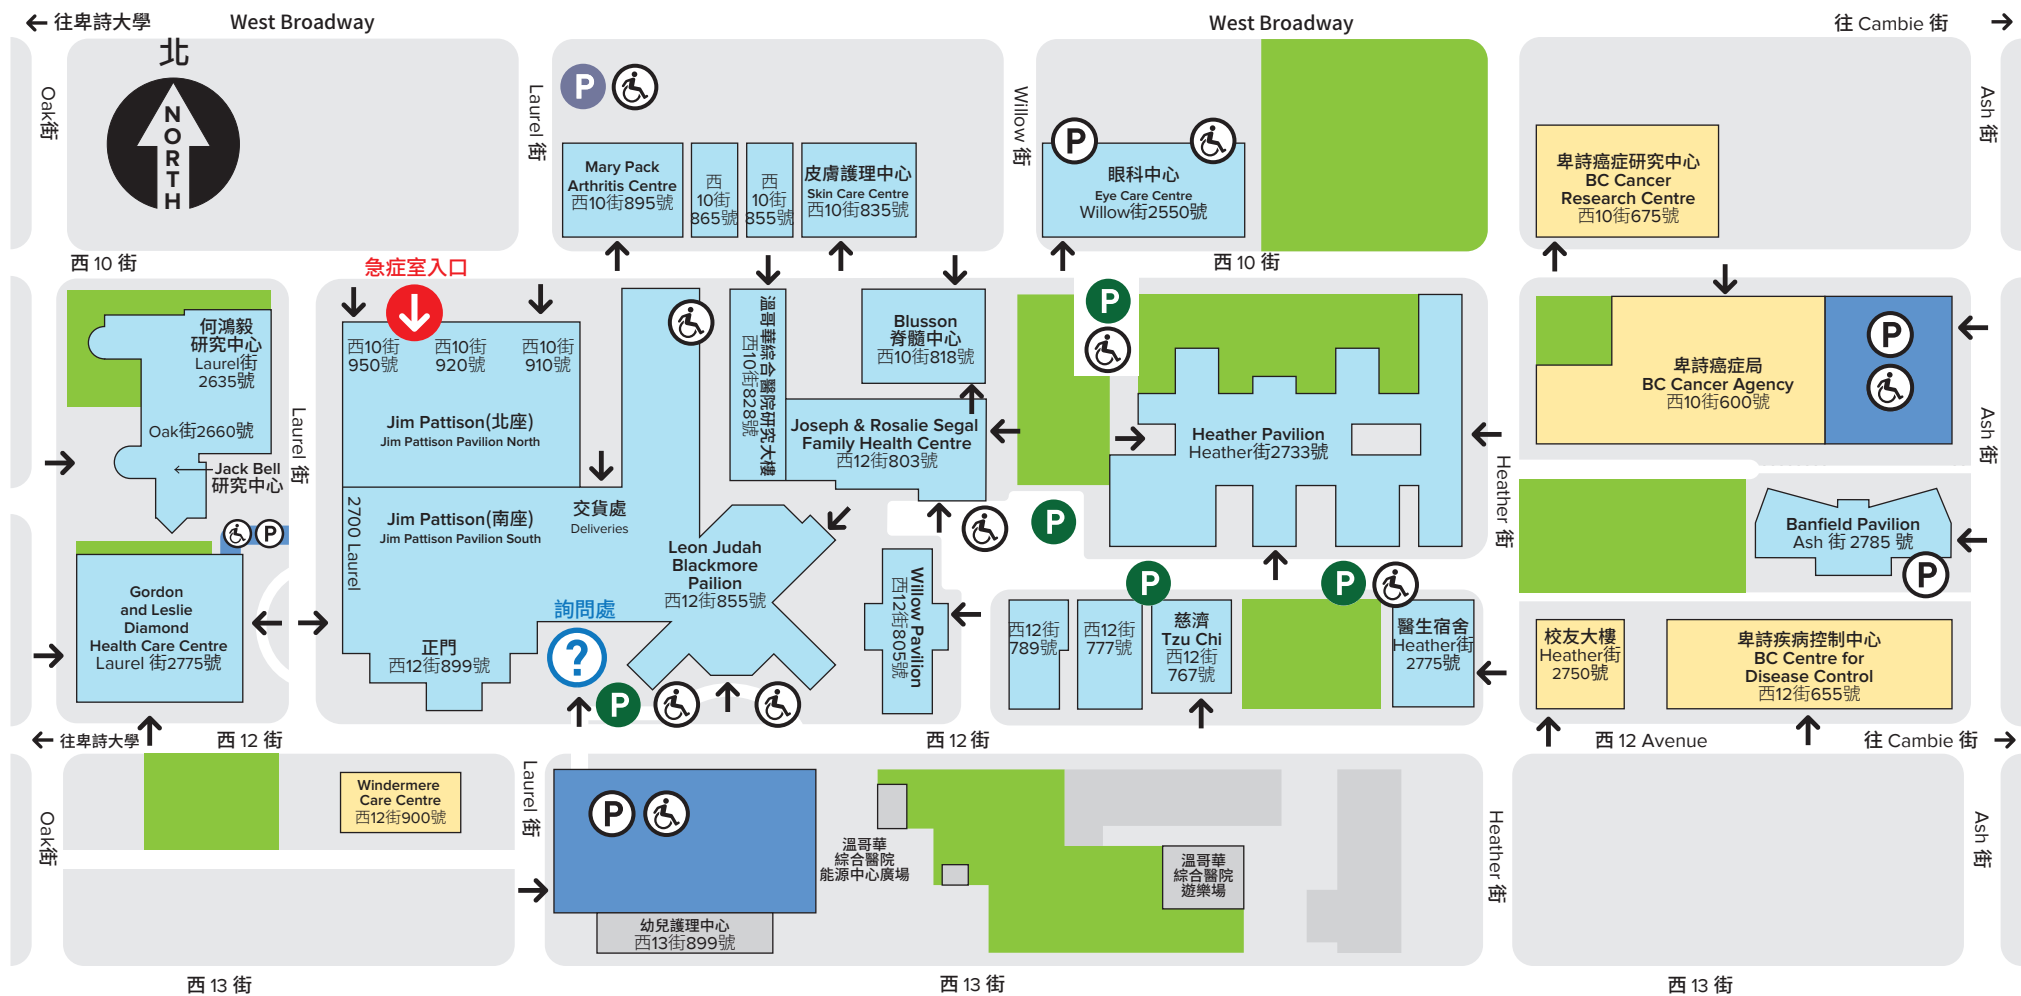 往卑詩大學
West Broadway
West Broadway
往 Cambie 街
北
NORTH
Oak街
Laurel 街
Willow 街
Ash 街
P
Mary Pack
Arthritis Centre
西10街895號
西
10街
865號
西
10街
855號
皮膚護理中心
Skin Care Centre
西10街835號
P
眼科中心
Eye Care Centre
Willow街2550號
卑詩癌症研究中心
BC Cancer
Research Centre
西10街675號
西 10 街
急症室入口
西 10 街
何鴻毅
研究中心
Laurel街
2635號
Oak街2660號
Jack Bell
研究中心
P
Laurel 街
西10街
950號
西10街
920號
西10街
910號
Jim Pattison(北座)
Jim Pattison Pavilion North
2700 Laurel
Jim Pattison(南座)
Jim Pattison Pavilion South
交貨處
Deliveries
溫哥華綜合醫院研究大樓
西10街828號
Blusson
脊髓中心
西10街818號
Joseph & Rosalie Segal
Family Health Centre
西12街803號
P
Heather Pavilion
Heather街2733號
P
卑詩癌症局
BC Cancer Agency
西10街600號
P
Ash 街
Heather 街
Banfield Pavilion
Ash 街 2785 號
P
Gordon
and Leslie
Diamond
Health Care Centre
Laurel 街2775號
正門
西12街899號
詢問處
?
P
Leon Judah
Blackmore
Pailion
西12街855號
Willow Pavilion
西12街805號
西12街
789號
西12街
777號
P
慈濟
Tzu Chi
西12街
767號
P
醫生宿舍
Heather街
2775號
校友大樓
Heather街
2750號
卑詩疾病控制中心
BC Centre for
Disease Control
西12街655號
往卑詩大學
西 12 街
西 12 街
西 12 Avenue
往 Cambie 街
Oak街
Windermere
Care Centre
西12街900號
Laurel 街
P
幼兒護理中心
西13街899號
溫哥華
綜合醫院
能源中心廣場
溫哥華
綜合醫院
遊樂場
Heather 街
Ash 街
西 13 街
西 13 街
西 13 街